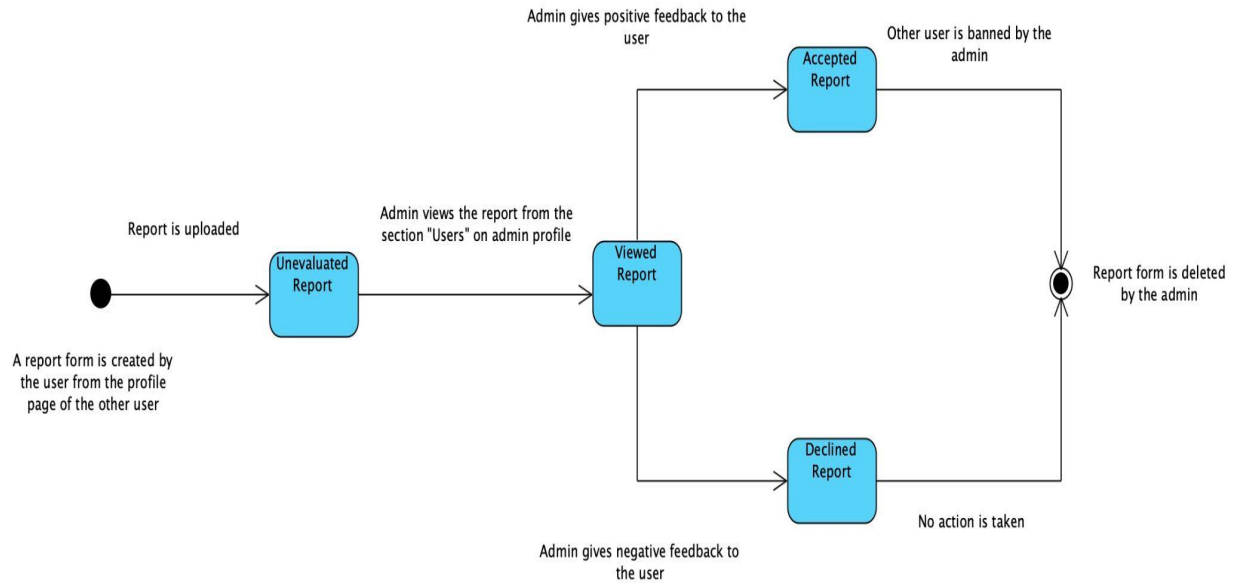 Admin gives positive feedback to the
user
Accepted
Report
Other user is banned by the
admin
Report is uploaded
Admin views the report from the
section "Users" on admin profile
Unevaluated
Report
Viewed
Report
Report form is deleted
by the admin
A report form is created by
the user from the profile
page of the other user
Declined
Report
No action is taken
Admin gives negative feedback to
the user